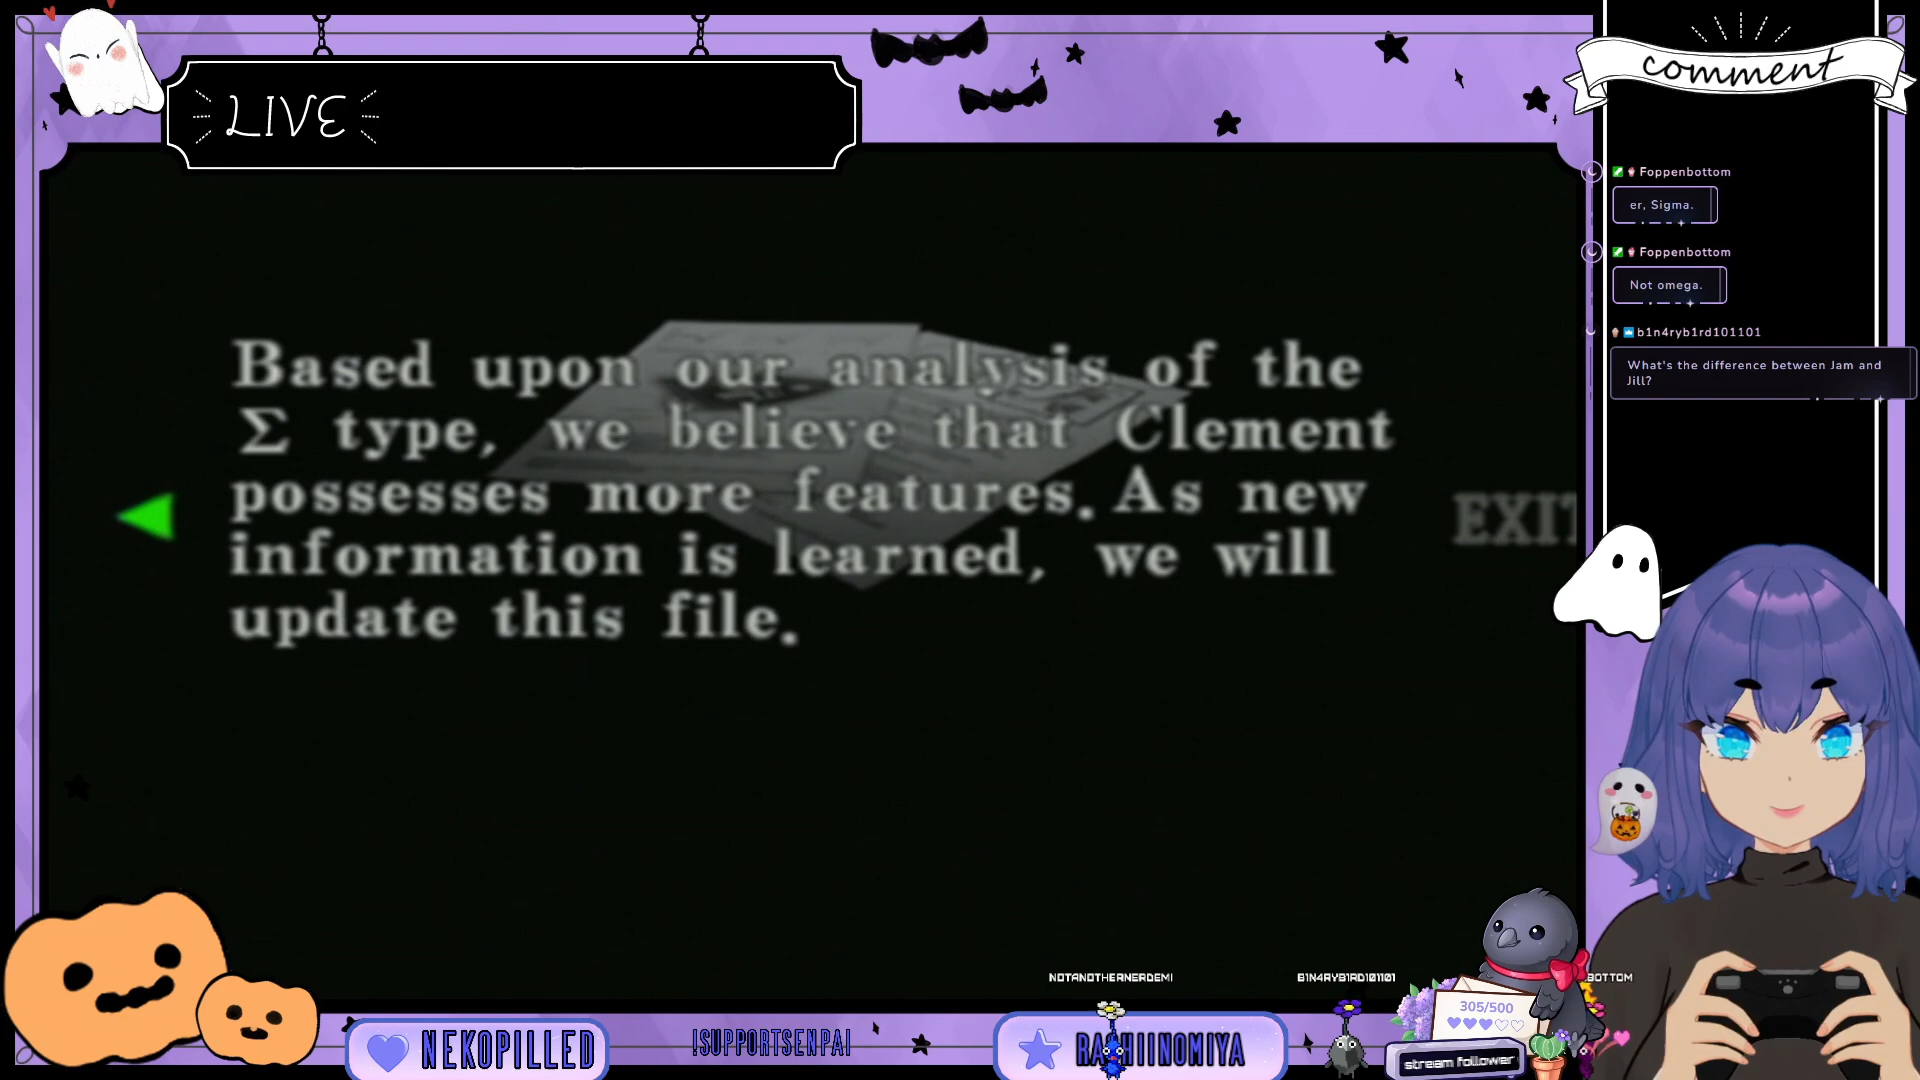 LIVE
comment
Foppenbottom
er, Sigma.
Foppenbottom
Not omega.
b1n4ryb1rd101101
What's the difference between Jam and
Jill?
Based upon our analysis of the
Σ type, we believe that Clement
possesses more features. As new
information is learned, we will
update this file.
EXIT
NOTANOTHERNERDEMI
B1N4RYB1RD101101
BOTTOM
305/500
stream follower
NEKOPILLED
!SUPPORTSENPAI